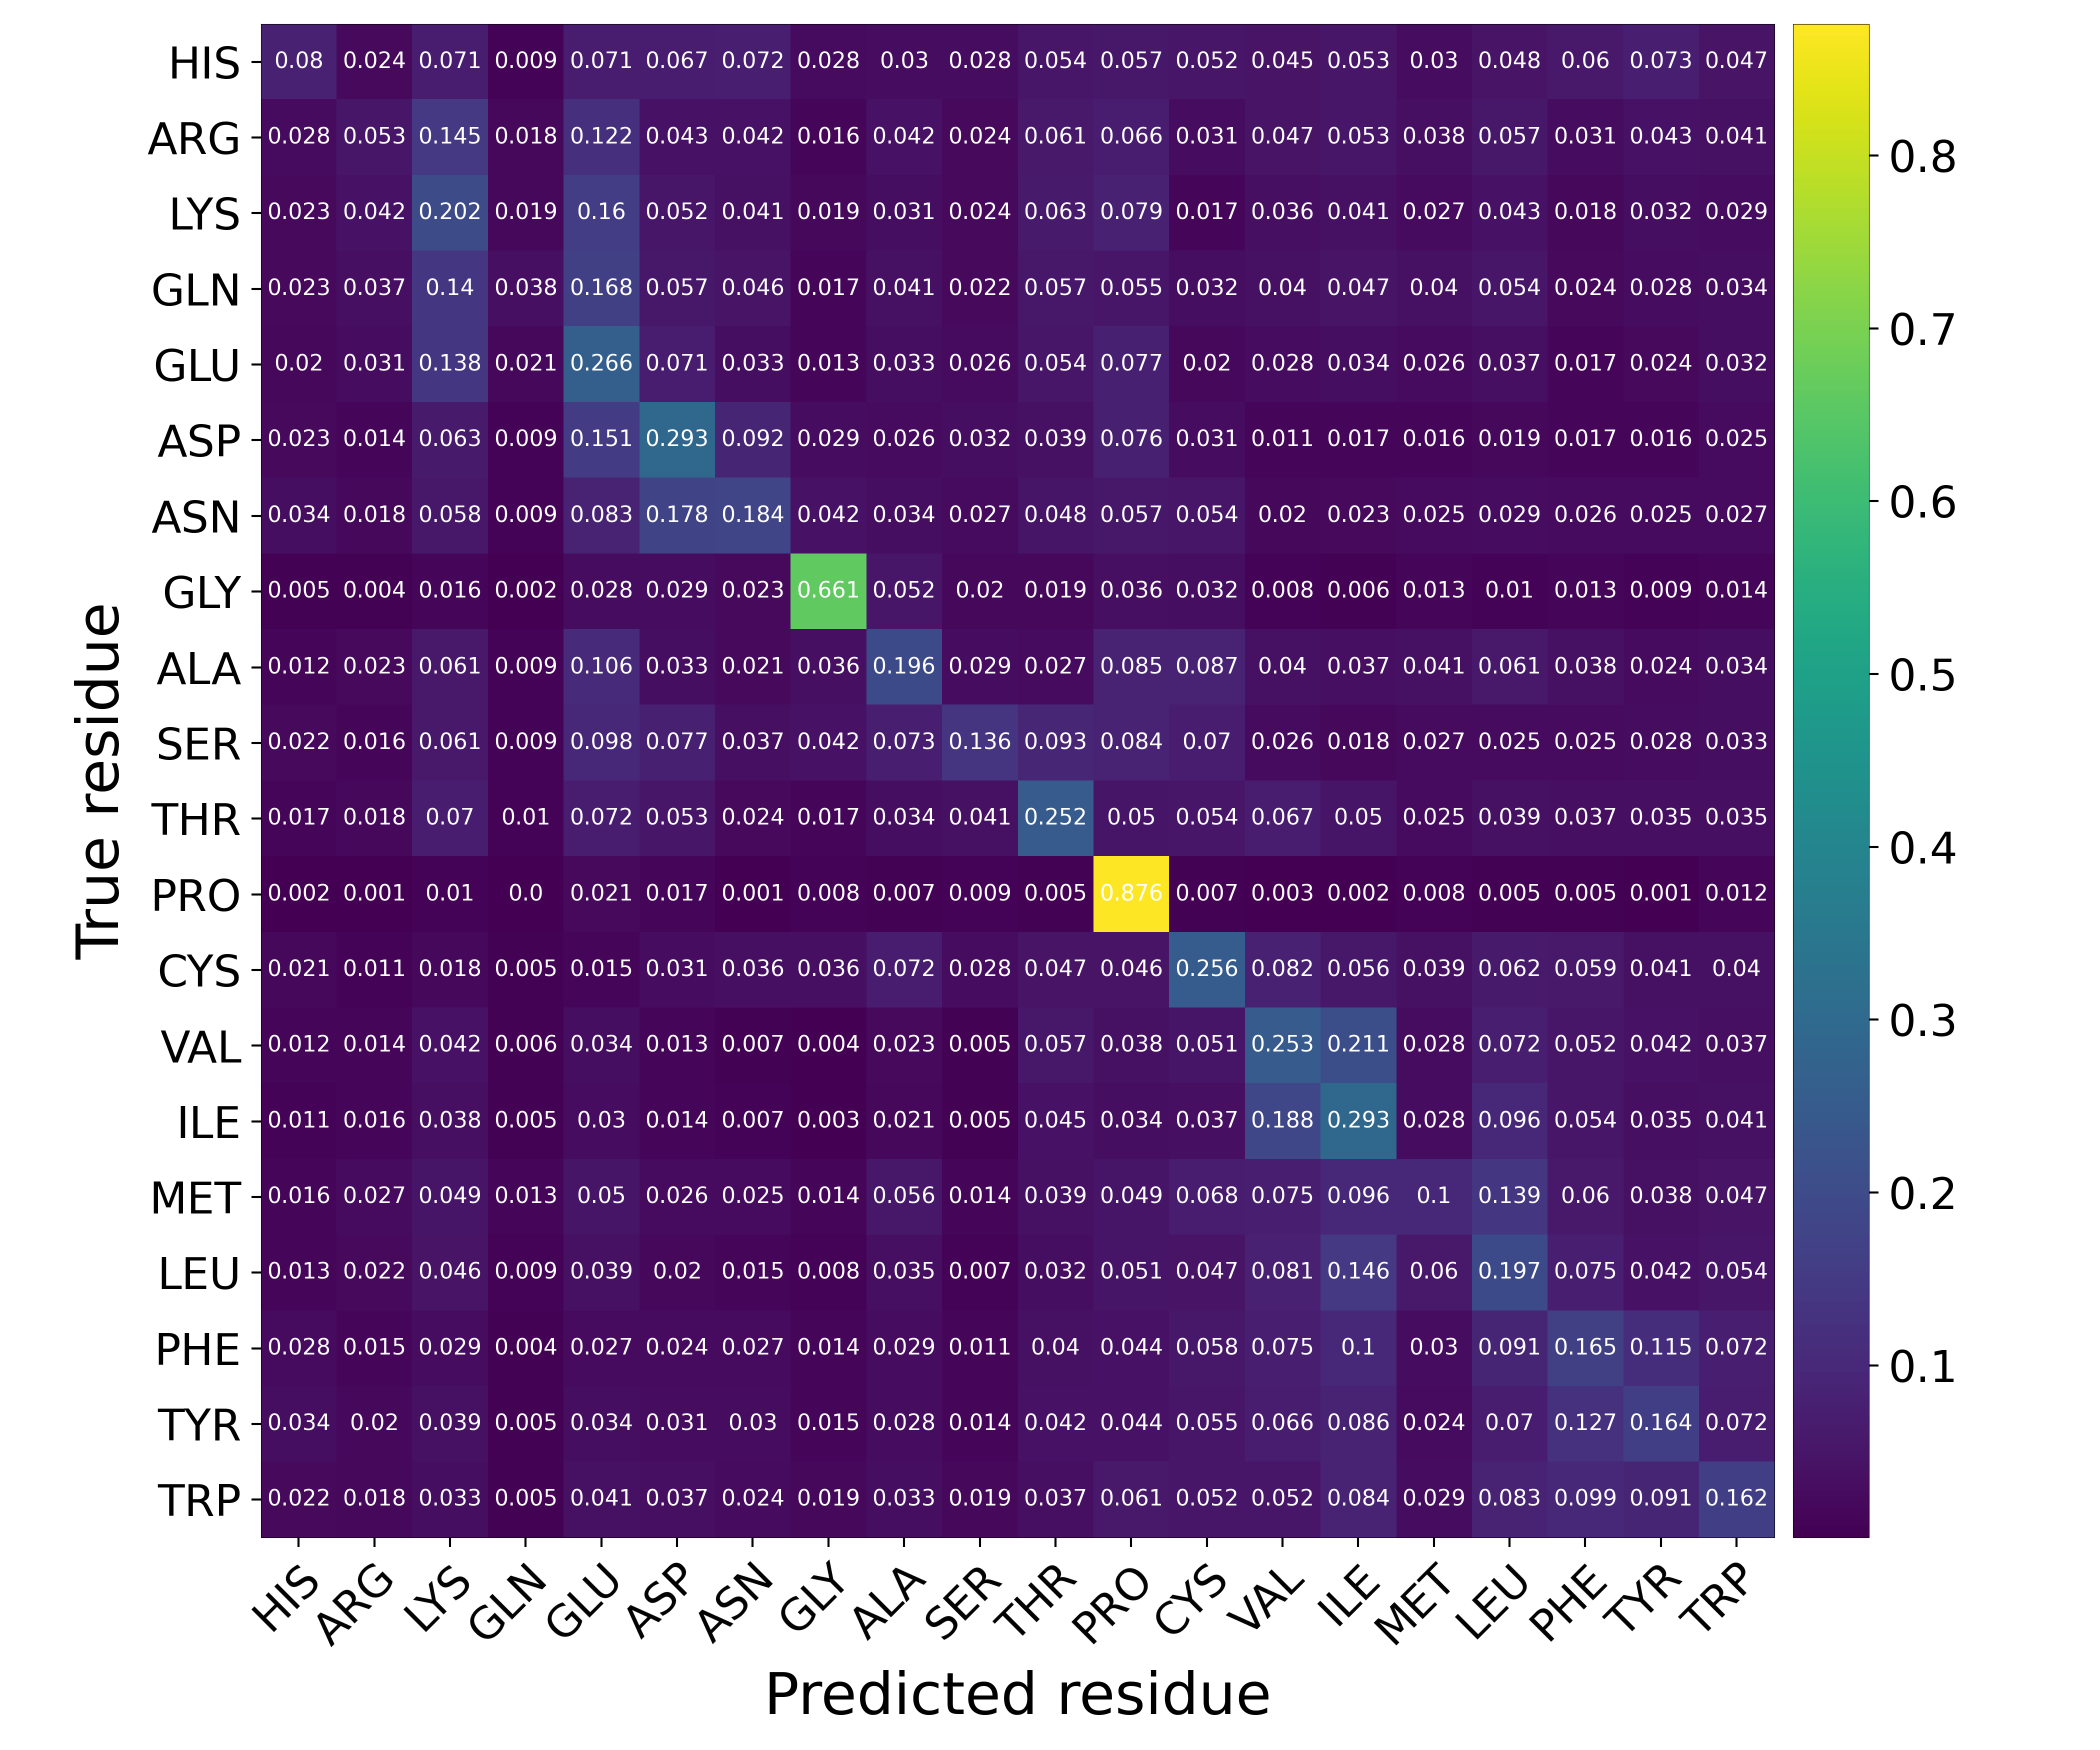 HIS 0.08 0.024 0.071 0.009 0.071 0.067 0.072 0.028 0.03 0.028 0.054 0.057 0.052 0.045 0.053 0.03 0.048 0.06 0.073 0.047
ARG 0.028 0.053 0.145 0.018 0.122 0.043 0.042 0.016 0.042 0.024 0.061 0.066 0.031 0.047 0.053 0.038 0.057 0.031 0.043 0.041
LYS 0.023 0.042 0.202 0.019 0.16 0.052 0.041 0.019 0.031 0.024 0.063 0.079 0.017 0.036 0.041 0.027 0.043 0.018 0.032 0.029
GLN 0.023 0.037 0.14 0.038 0.168 0.057 0.046 0.017 0.041 0.022 0.057 0.055 0.032 0.04 0.047 0.04 0.054 0.024 0.028 0.034
GLU 0.02 0.031 0.138 0.021 0.266 0.071 0.033 0.013 0.033 0.026 0.054 0.077 0.02 0.028 0.034 0.026 0.037 0.017 0.024 0.032
ASP 0.023 0.014 0.063 0.009 0.151 0.293 0.092 0.029 0.026 0.032 0.039 0.076 0.031 0.011 0.017 0.016 0.019 0.017 0.016 0.025
ASN 0.034 0.018 0.058 0.009 0.083 0.178 0.184 0.042 0.034 0.027 0.048 0.057 0.054 0.02 0.023 0.025 0.029 0.026 0.025 0.027
GLY 0.005 0.004 0.016 0.002 0.028 0.029 0.023 0.661 0.052 0.02 0.019 0.036 0.032 0.008 0.006 0.013 0.01 0.013 0.009 0.014
ALA 0.012 0.023 0.061 0.009 0.106 0.033 0.021 0.036 0.196 0.029 0.027 0.085 0.087 0.04 0.037 0.041 0.061 0.038 0.024 0.034
SER 0.022 0.016 0.061 0.009 0.098 0.077 0.037 0.042 0.073 0.136 0.093 0.084 0.07 0.026 0.018 0.027 0.025 0.025 0.028 0.033
THR 0.017 0.018 0.07 0.01 0.072 0.053 0.024 0.017 0.034 0.041 0.252 0.05 0.054 0.067 0.05 0.025 0.039 0.037 0.035 0.035
PRO 0.002 0.001 0.01 0.0 0.021 0.017 0.001 0.008 0.007 0.009 0.005 0.876 0.007 0.003 0.002 0.008 0.005 0.005 0.001 0.012
CYS 0.021 0.011 0.018 0.005 0.015 0.031 0.036 0.036 0.072 0.028 0.047 0.046 0.256 0.082 0.056 0.039 0.062 0.059 0.041 0.04
VAL 0.012 0.014 0.042 0.006 0.034 0.013 0.007 0.004 0.023 0.005 0.057 0.038 0.051 0.253 0.211 0.028 0.072 0.052 0.042 0.037
ILE 0.011 0.016 0.038 0.005 0.03 0.014 0.007 0.003 0.021 0.005 0.045 0.034 0.037 0.188 0.293 0.028 0.096 0.054 0.035 0.041
MET 0.016 0.027 0.049 0.013 0.05 0.026 0.025 0.014 0.056 0.014 0.039 0.049 0.068 0.075 0.096 0.1 0.139 0.06 0.038 0.047
LEU 0.013 0.022 0.046 0.009 0.039 0.02 0.015 0.008 0.035 0.007 0.032 0.051 0.047 0.081 0.146 0.06 0.197 0.075 0.042 0.054
PHE 0.028 0.015 0.029 0.004 0.027 0.024 0.027 0.014 0.029 0.011 0.04 0.044 0.058 0.075 0.1 0.03 0.091 0.165 0.115 0.072
TYR 0.034 0.02 0.039 0.005 0.034 0.031 0.03 0.015 0.028 0.014 0.042 0.044 0.055 0.066 0.086 0.024 0.07 0.127 0.164 0.072
TRP 0.022 0.018 0.033 0.005 0.041 0.037 0.024 0.019 0.033 0.019 0.037 0.061 0.052 0.052 0.084 0.029 0.083 0.099 0.091 0.162
HIS ARG LYS GLN GLU ASP ASN GLY ALA SER THR PRO CYS VAL ILE MET LEU PHE TYR TRP
Predicted residue
True residue
0.8
0.7
0.6
0.5
0.4
0.3
0.2
0.1